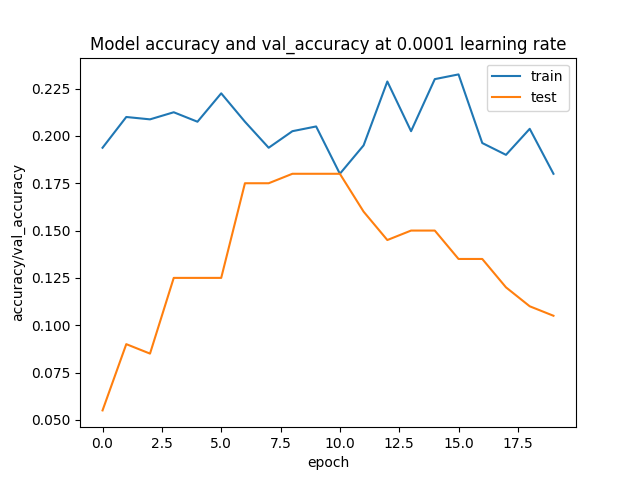 Model accuracy and val_accuracy at 0.0001 learning rate
train
test
0.225
0.200
0.175
0.150
0.125
0.100
0.075
0.050
accuracy/val_accuracy
0.0 2.5 5.0 7.5 10.0 12.5 15.0 17.5
epoch